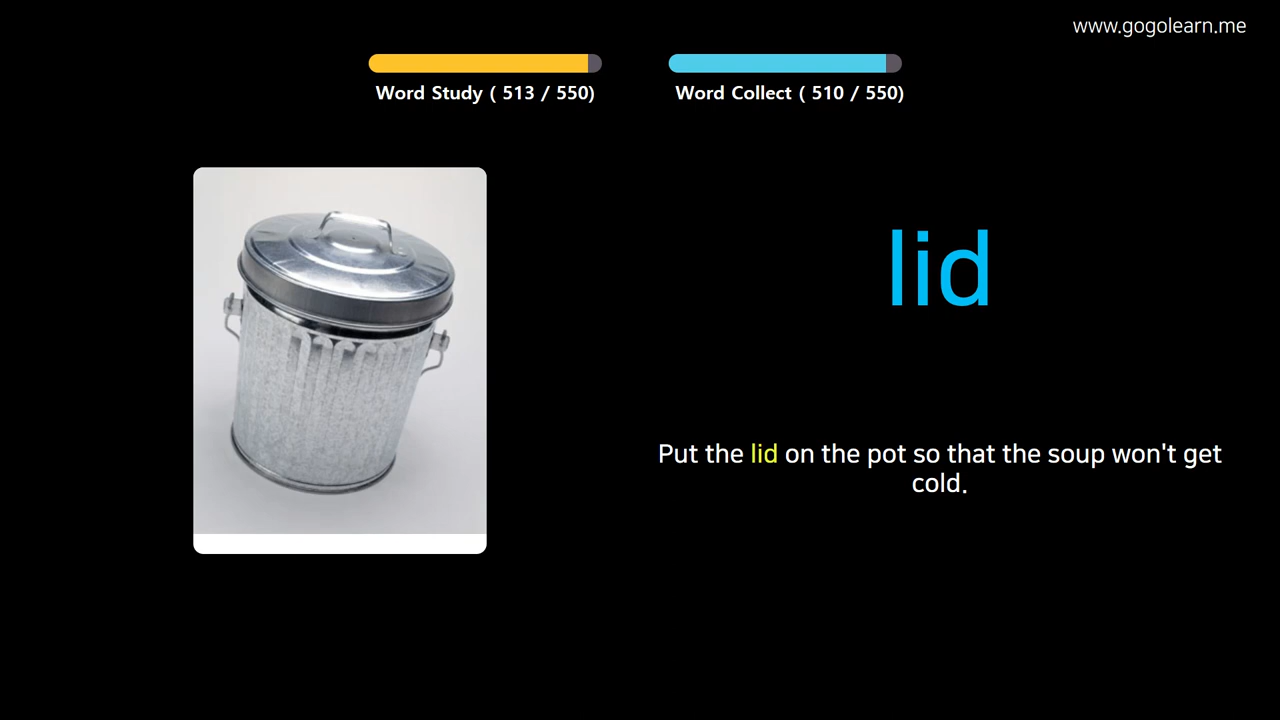 www.gogolearn.me
Word Study ( 513 / 550)
Word Collect ( 510 / 550)
lid
Put the lid on the pot so that the soup won't get
cold.